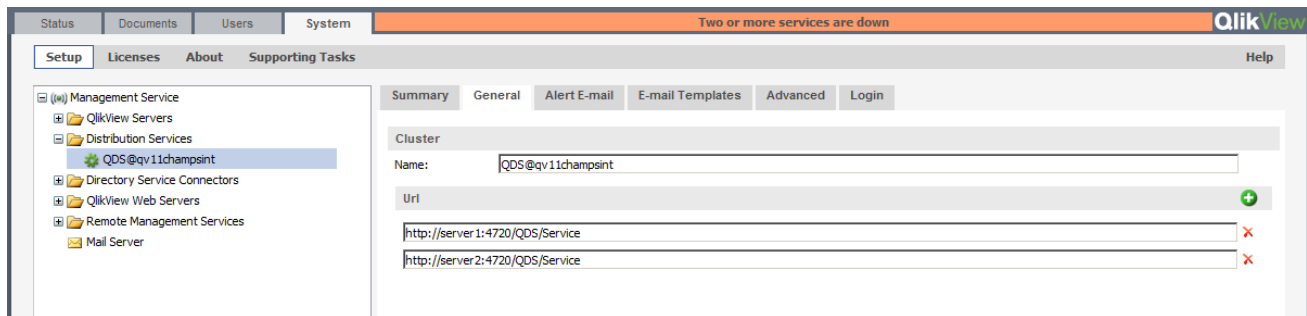 Status Documents Users System Two or more services are down QlikView
Setup Licenses About Supporting Tasks Help
Management Service
QlikView Servers
Distribution Services
QDS@qv11champsint
Directory Service Connectors
QlikView Web Servers
Remote Management Services
Mail Server
Summary General Alert E-mail E-mail Templates Advanced Login
Cluster
Name: QDS@qv11champsint
Url
http://server1:4720/QDS/Service
http://server2:4720/QDS/Service